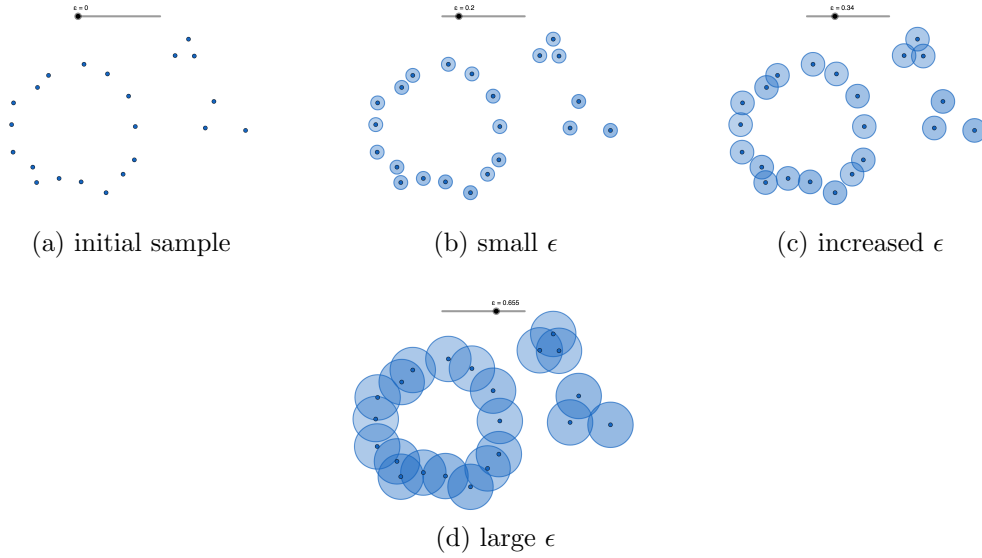 ε = 0
ε = 0.2
ε = 0.34
(a) initial sample
(b) small ϵ
(c) increased ϵ
ε = 0.655
(d) large ϵ